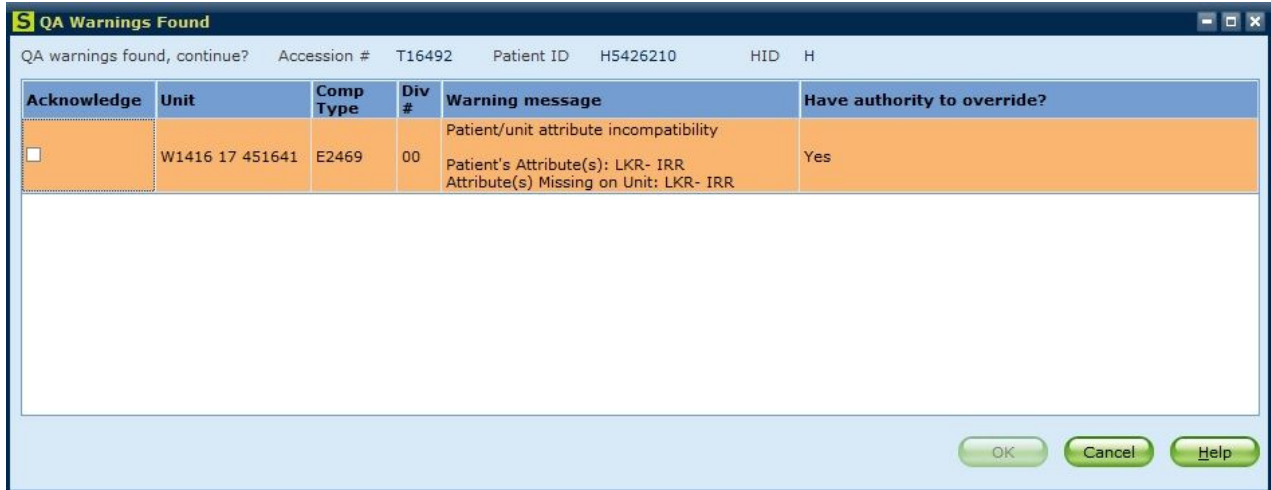 S QA Warnings Found
QA warnings found, continue? Accession # T16492 Patient ID H5426210 HID H
Acknowledge Unit Comp Type Div # Warning message Have authority to override?
W1416 17 451641 E2469 00 Patient/unit attribute incompatibility Yes
Patient's Attribute(s): LKR- IRR
Attribute(s) Missing on Unit: LKR- IRR
OK Cancel Help